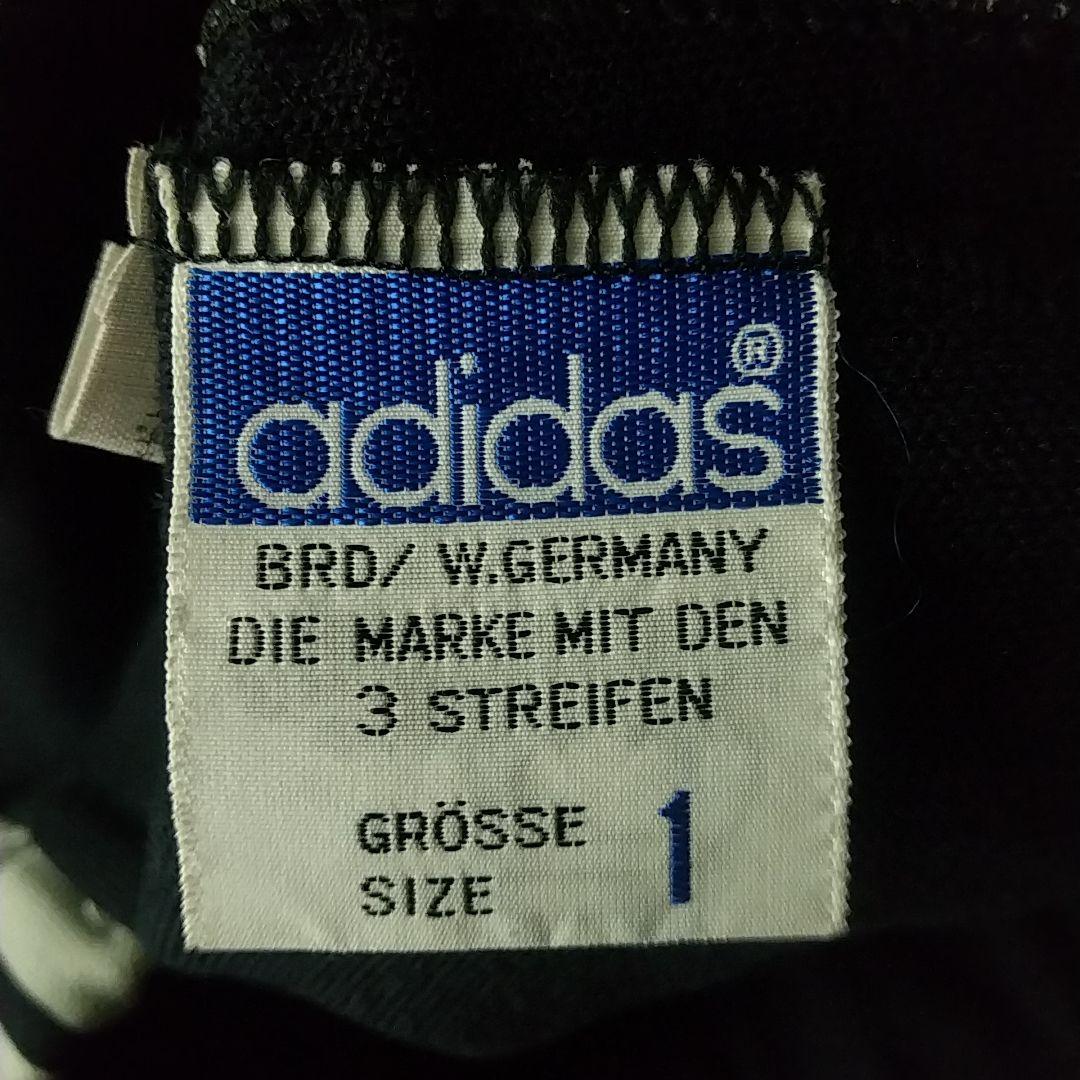 adidas®
BRD/ W.GERMANY
DIE MARKE MIT DEN
3 STREIFEN
GRÖSSE
SIZE 1